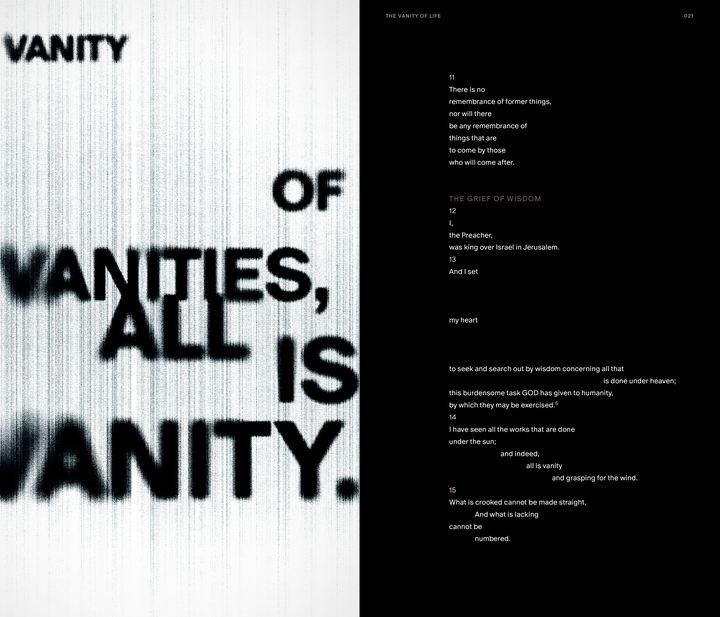 VANITY
OF
VANITIES,
ALL
IS
VANITY.
THE VANITY OF LIFE
021
11
There is no
remembrance of former things,
nor will there
be any remembrance of
things that are
to come by those
who will come after.
THE GRIEF OF WISDOM
12
I,
the Preacher,
was king over Israel in Jerusalem.
13
And I set
my heart
to seek and search out by wisdom concerning all that
is done under heaven;
this burdensome task GOD has given to humanity,
by which they may be exercised.⁵
14
I have seen all the works that are done
under the sun;
and indeed,
all is vanity
and grasping for the wind.
15
What is crooked cannot be made straight,
And what is lacking
cannot be
numbered.